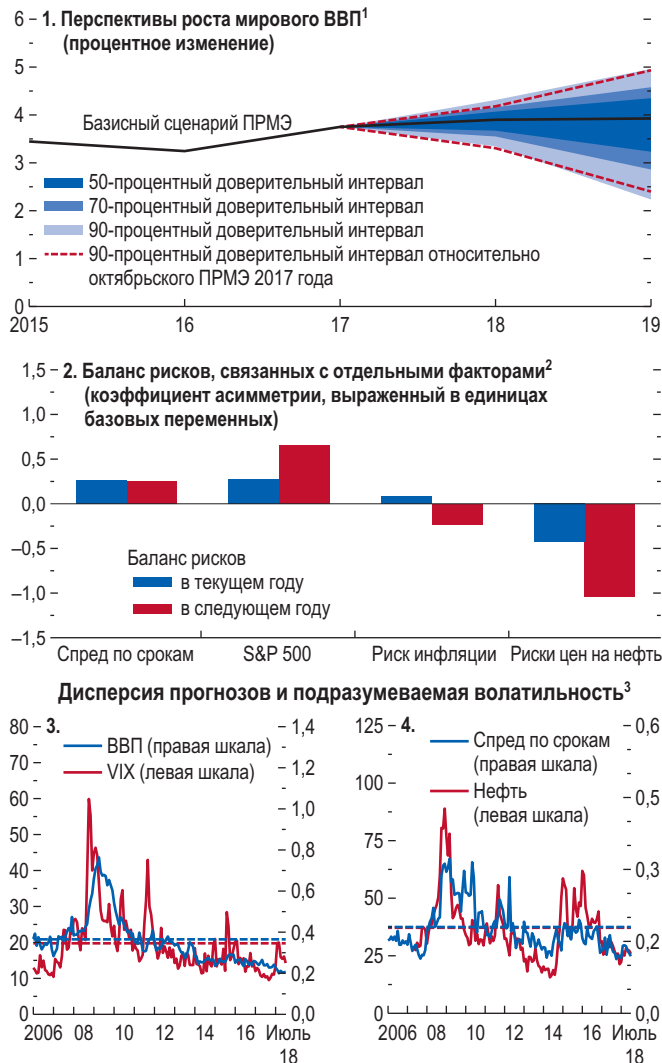 1. Перспективы роста мирового ВВП¹
(процентное изменение)
6
5
4
3
2
1
0
Базисный сценарий ПРМЭ
50-процентный доверительный интервал
70-процентный доверительный интервал
90-процентный доверительный интервал
90-процентный доверительный интервал относительно
октябрьского ПРМЭ 2017 года
2015 16 17 18 19
2. Баланс рисков, связанных с отдельными факторами²
(коэффициент асимметрии, выраженный в единицах
базовых переменных)
1,5
1,0
0,5
0,0
–0,5
–1,0
–1,5
Баланс рисков
в текущем году
в следующем году
Спред по срокам S&P 500 Риск инфляции Риски цен на нефть
Дисперсия прогнозов и подразумеваемая волатильность³
3.
ВВП (правая шкала)
VIX (левая шкала)
80
70
60
50
40
30
20
10
0
1,4
1,2
1,0
0,8
0,6
0,4
0,2
0,0
2006 08 10 12 14 16 Июль
18
4.
Спред по срокам
(правая шкала)
Нефть
(левая шкала)
125
100
75
50
25
0
0,6
0,5
0,3
0,2
0,0
2006 08 10 12 14 16 Июль
18